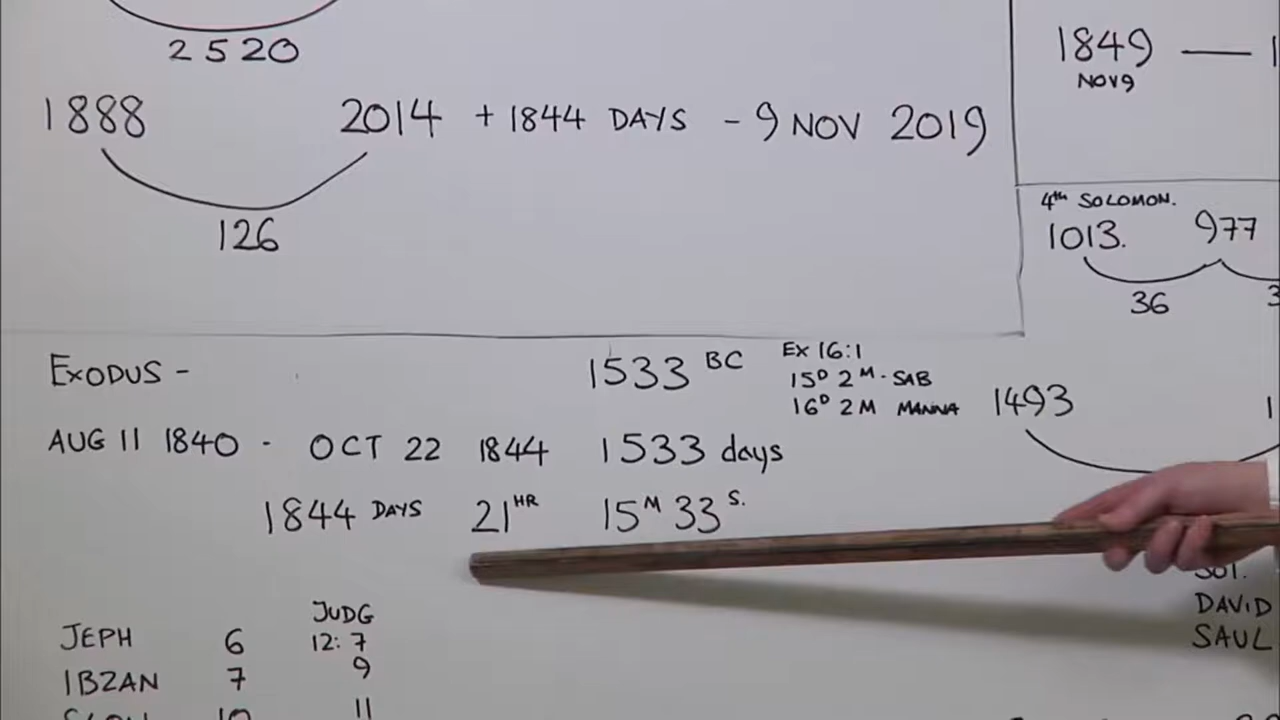 2520
1888 2014 + 1844 DAYS - 9 NOV 2019
126
1849 —
NOV 9
4th SOLOMON.
1013. 977
36
EXODUS - 1533 BC
EX 16:1
15D 2M. SAB
16D 2M MANNA
1493
AUG 11 1840 - OCT 22 1844 1533 days
1844 DAYS 21HR 15M 33S.
JUDG
JEPH 6 12:7
IBZAN 7 9
11
DAVID
SAUL